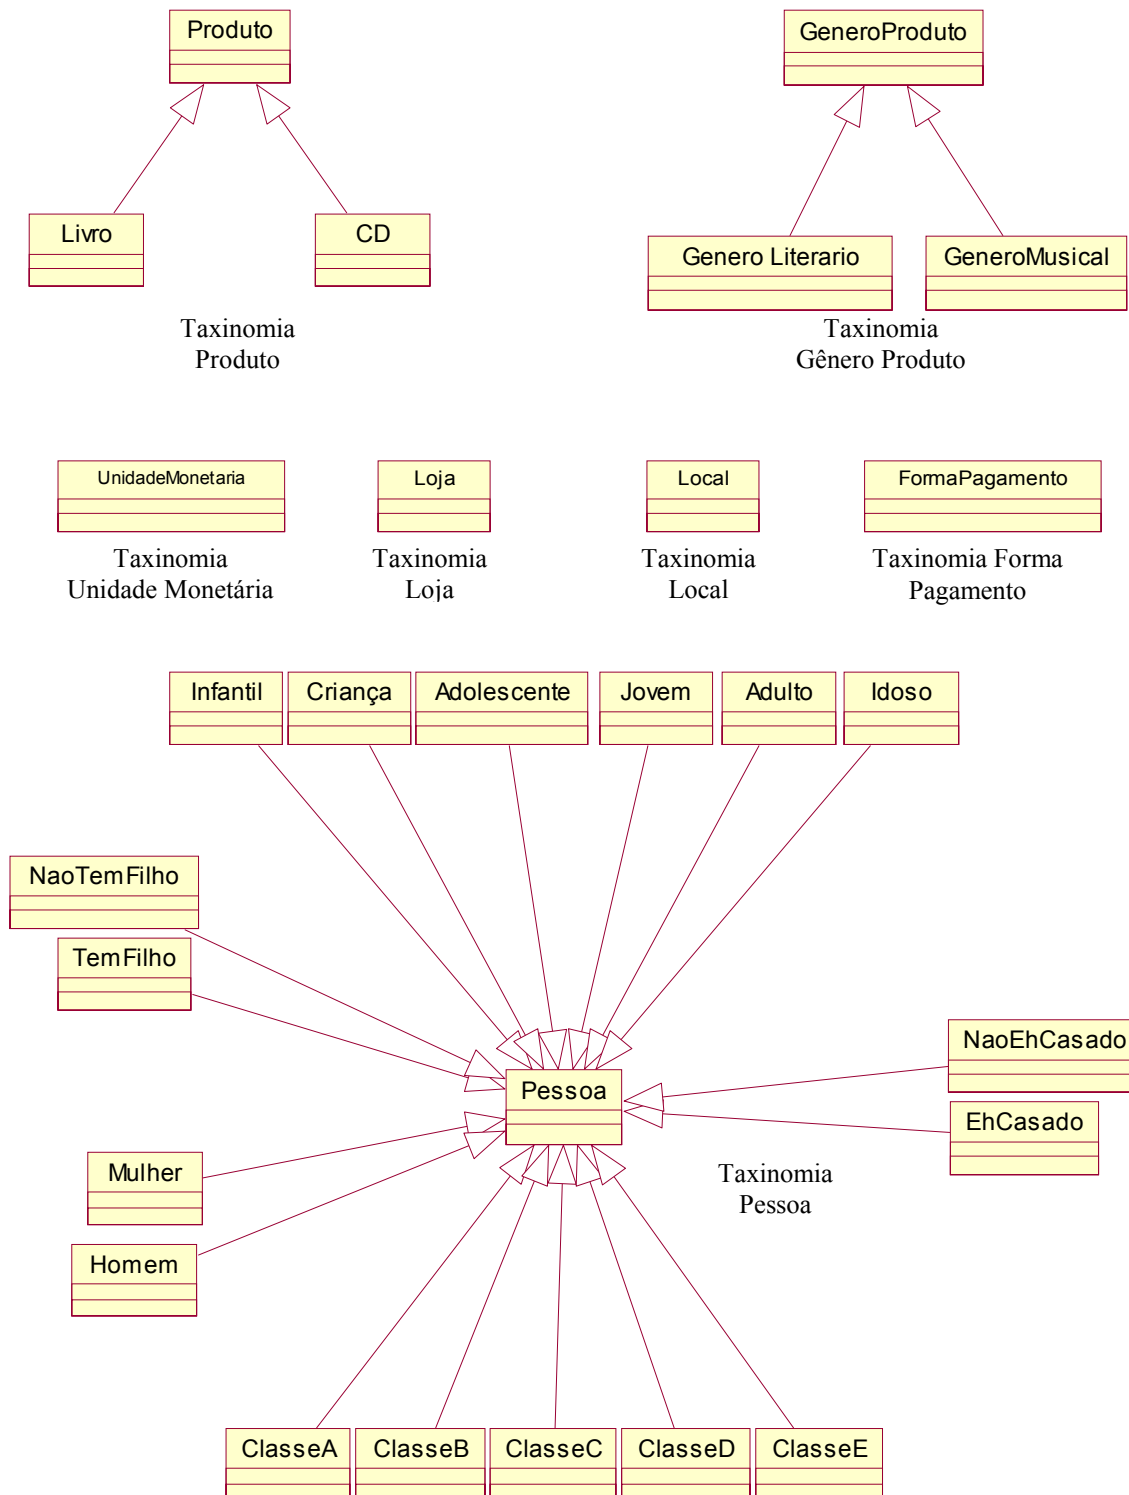 Produto
GeneroProduto
Livro
CD
Genero Literario
GeneroMusical
Taxinomia
Produto
Taxinomia
Gênero Produto
UnidadeMonetaria
Loja
Local
FormaPagamento
Taxinomia
Unidade Monetária
Taxinomia
Loja
Taxinomia
Local
Taxinomia Forma
Pagamento
Infantil
Criança
Adolescente
Jovem
Adulto
Idoso
NaoTemFilho
TemFilho
NaoEhCasado
Pessoa
EhCasado
Mulher
Taxinomia
Pessoa
Homem
ClasseA
ClasseB
ClasseC
ClasseD
ClasseE